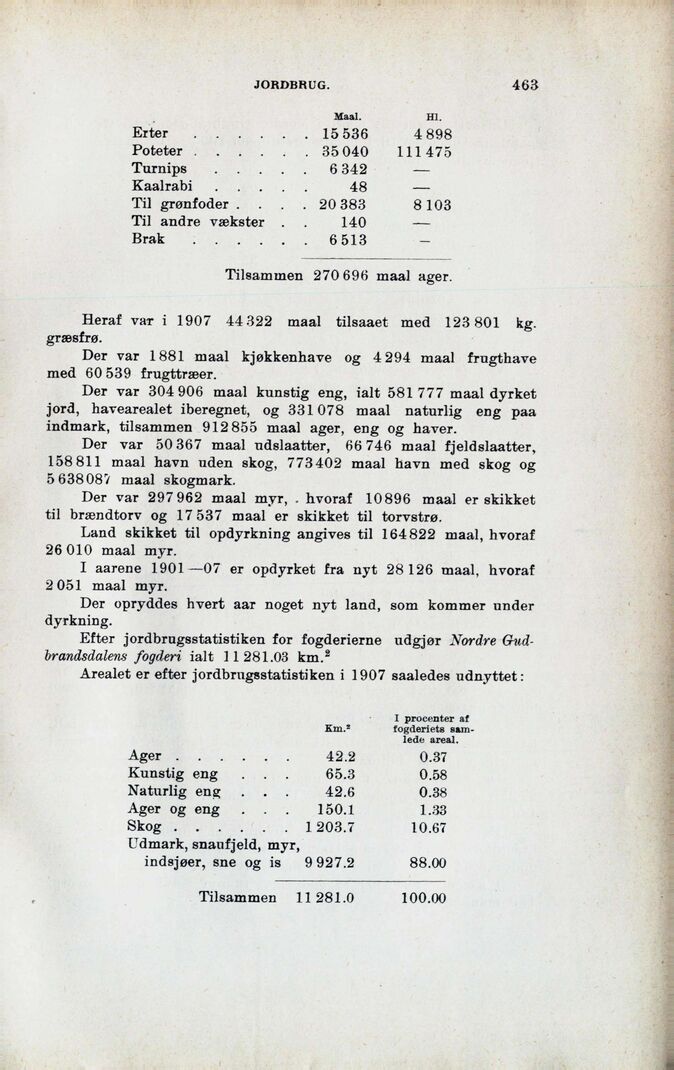 JORDBRUG. 463
Maal. Hl.
Erter . . . . . . 15 536 4 898
Poteter . . . . . . 35 040 111 475
Turnips . . . . . 6 342 —
Kaalrabi . . . . . 48 —
Til grønfoder . . . . 20 383 8 103
Til andre vækster . . 140 —
Brak . . . . . . 6 513 —
Tilsammen 270 696 maal ager.
Heraf var i 1907 44 322 maal tilsaaet med 123 801 kg.
græsfrø.
Der var 1 881 maal kjøkkenhave og 4 294 maal frugthave
med 60 539 frugttræer.
Der var 304 906 maal kunstig eng, ialt 581 777 maal dyrket
jord, havearealet iberegnet, og 331 078 maal naturlig eng paa
indmark, tilsammen 912 855 maal ager, eng og haver.
Der var 50 367 maal udslaatter, 66 746 maal fjeldslaatter,
158 811 maal havn uden skog, 773 402 maal havn med skog og
5 638 087 maal skogmark.
Der var 297 962 maal myr, . hvoraf 10 896 maal er skikket
til brændtorv og 17 537 maal er skikket til torvstrø.
Land skikket til opdyrkning angives til 164 822 maal, hvoraf
26 010 maal myr.
I aarene 1901—07 er opdyrket fra nyt 28 126 maal, hvoraf
2 051 maal myr.
Der opryddes hvert aar noget nyt land, som kommer under
dyrkning.
Efter jordbrugsstatistiken for fogderierne udgjør Nordre Gud-
brandsdalens fogderi ialt 11 281.03 km.²
Arealet er efter jordbrugsstatistiken i 1907 saaledes udnyttet:
I procenter af
Km.² fogderiets sam-
lede areal.
Ager . . . . . . 42.2 0.37
Kunstig eng . . . 65.3 0.58
Naturlig eng . . . 42.6 0.38
Ager og eng . . . 150.1 1.33
Skog . . . . . . 1 203.7 10.67
Udmark, snaufjeld, myr,
indsjøer, sne og is 9 927.2 88.00
Tilsammen 11 281.0 100.00